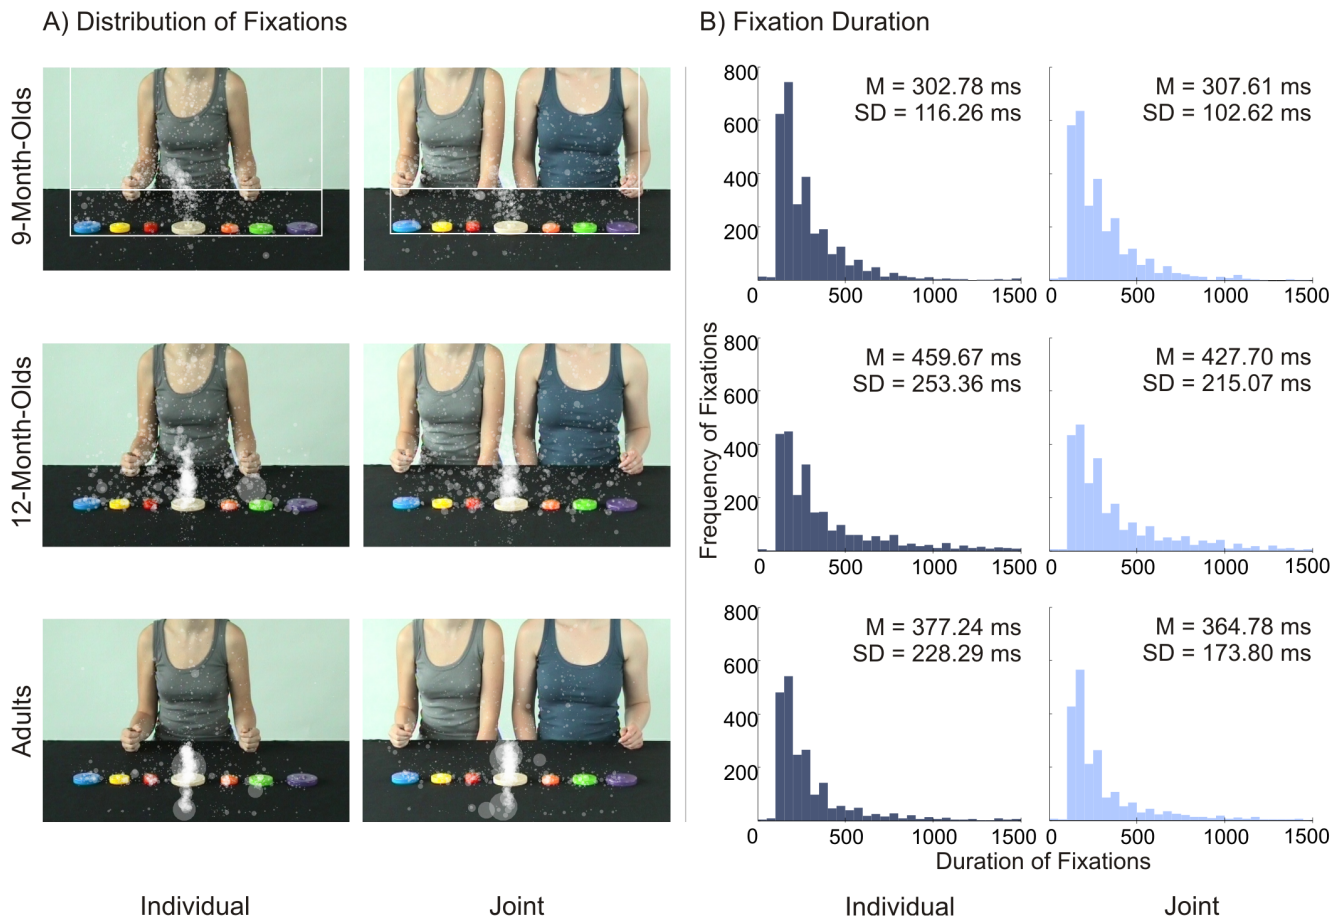 A) Distribution of Fixations
B) Fixation Duration
9-Month-Olds
12-Month-Olds
Adults
Individual
Joint
Frequency of Fixations
800
600
400
200
0
500
1000
1500
M = 302.78 ms
SD = 116.26 ms
0
500
1000
1500
M = 307.61 ms
SD = 102.62 ms
800
600
400
200
0
500
1000
1500
M = 459.67 ms
SD = 253.36 ms
0
500
1000
1500
M = 427.70 ms
SD = 215.07 ms
800
600
400
200
0
500
1000
1500
M = 377.24 ms
SD = 228.29 ms
0
500
1000
1500
M = 364.78 ms
SD = 173.80 ms
Duration of Fixations
Individual
Joint